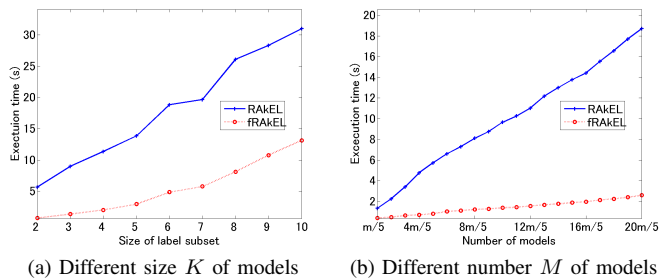 35
30
25
20
15
10
5
Exectuion time (s)
RAkEL
fRAkEL
2 3 4 5 6 7 8 9 10
Size of label subset
(a) Different size K of models
20
18
16
14
12
10
8
6
4
2
Excecution time (s)
RAkEL
fRAkEL
m/5 4m/5 8m/5 12m/5 16m/5 20m/5
Number of models
(b) Different number M of models